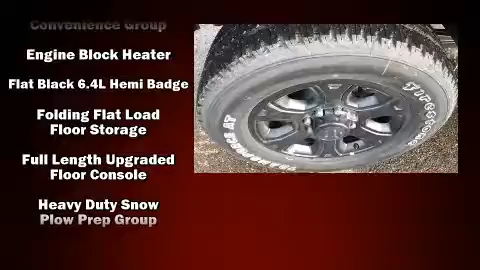 Convenience Group
Engine Block Heater
Flat Black 6.4L Hemi Badge
Folding Flat Load
Floor Storage
Full Length Upgraded
Floor Console
Heavy Duty Snow
Plow Prep Group
Firestone